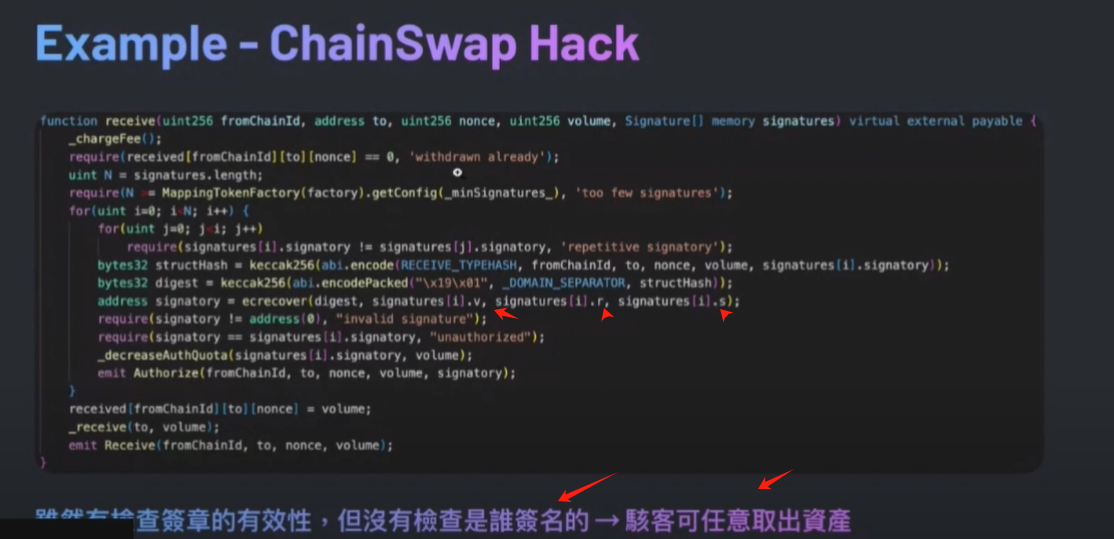 Example - ChainSwap Hack
function receive(uint256 fromChainId, address to, uint256 nonce, uint256 volume, Signature[] memory signatures) virtual external payable {
_chargeFee();
require(received[fromChainId][to][nonce] == 0, 'withdrawn already');
uint N = signatures.length;
require(N >= MappingTokenFactory(factory).getConfig(_minSignatures_), 'too few signatures');
for(uint i=0; i<N; i++) {
for(uint j=0; j<i; j++)
require(signatures[i].signatory != signatures[j].signatory, 'repetitive signatory');
bytes32 structHash = keccak256(abi.encode(RECEIVE_TYPEHASH, fromChainId, to, nonce, volume, signatures[i].signatory));
bytes32 digest = keccak256(abi.encodePacked("\x19\x01", _DOMAIN_SEPARATOR, structHash));
address signatory = ecrecover(digest, signatures[i].v, signatures[i].r, signatures[i].s);
require(signatory != address(0), "invalid signature");
require(signatory == signatures[i].signatory, "unauthorized");
_decreaseAuthQuota(signatures[i].signatory, volume);
emit Authorize(fromChainId, to, nonce, volume, signatory);
}
received[fromChainId][to][nonce] = volume;
_receive(to, volume);
emit Receive(fromChainId, to, nonce, volume);
}
雖然有檢查簽章的有效性，但沒有檢查是誰簽名的 → 駭客可任意取出資產